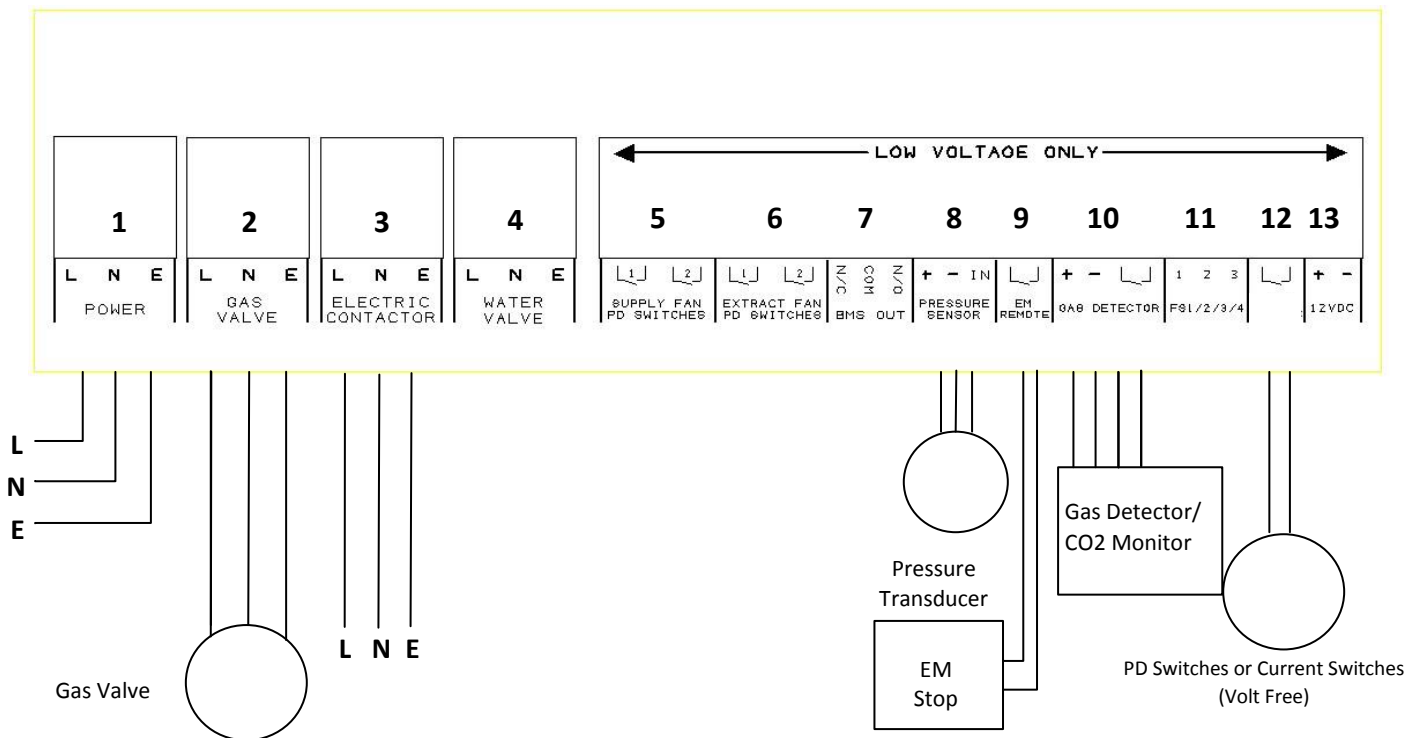 LOW VOLTAGE ONLY
1 2 3 4 5 6 7 8 9 10 11 12 13
L N E L N E L N E L N E 1 2 1 2 N/C COM N/O + - IN + - 1 2 3 + -
POWER
GAS VALVE
ELECTRIC CONTACTOR
WATER VALVE
SUPPLY FAN PD SWITCHES
EXTRACT FAN PD SWITCHES
BMS OUT
PRESSURE SENSOR
EM REMOTE
GAS DETECTOR
FS1/2/3/4
12VDC
L
N
E
L N E
Gas Valve
Pressure
Transducer
EM
Stop
Gas Detector/
CO2 Monitor
PD Switches or Current Switches
(Volt Free)